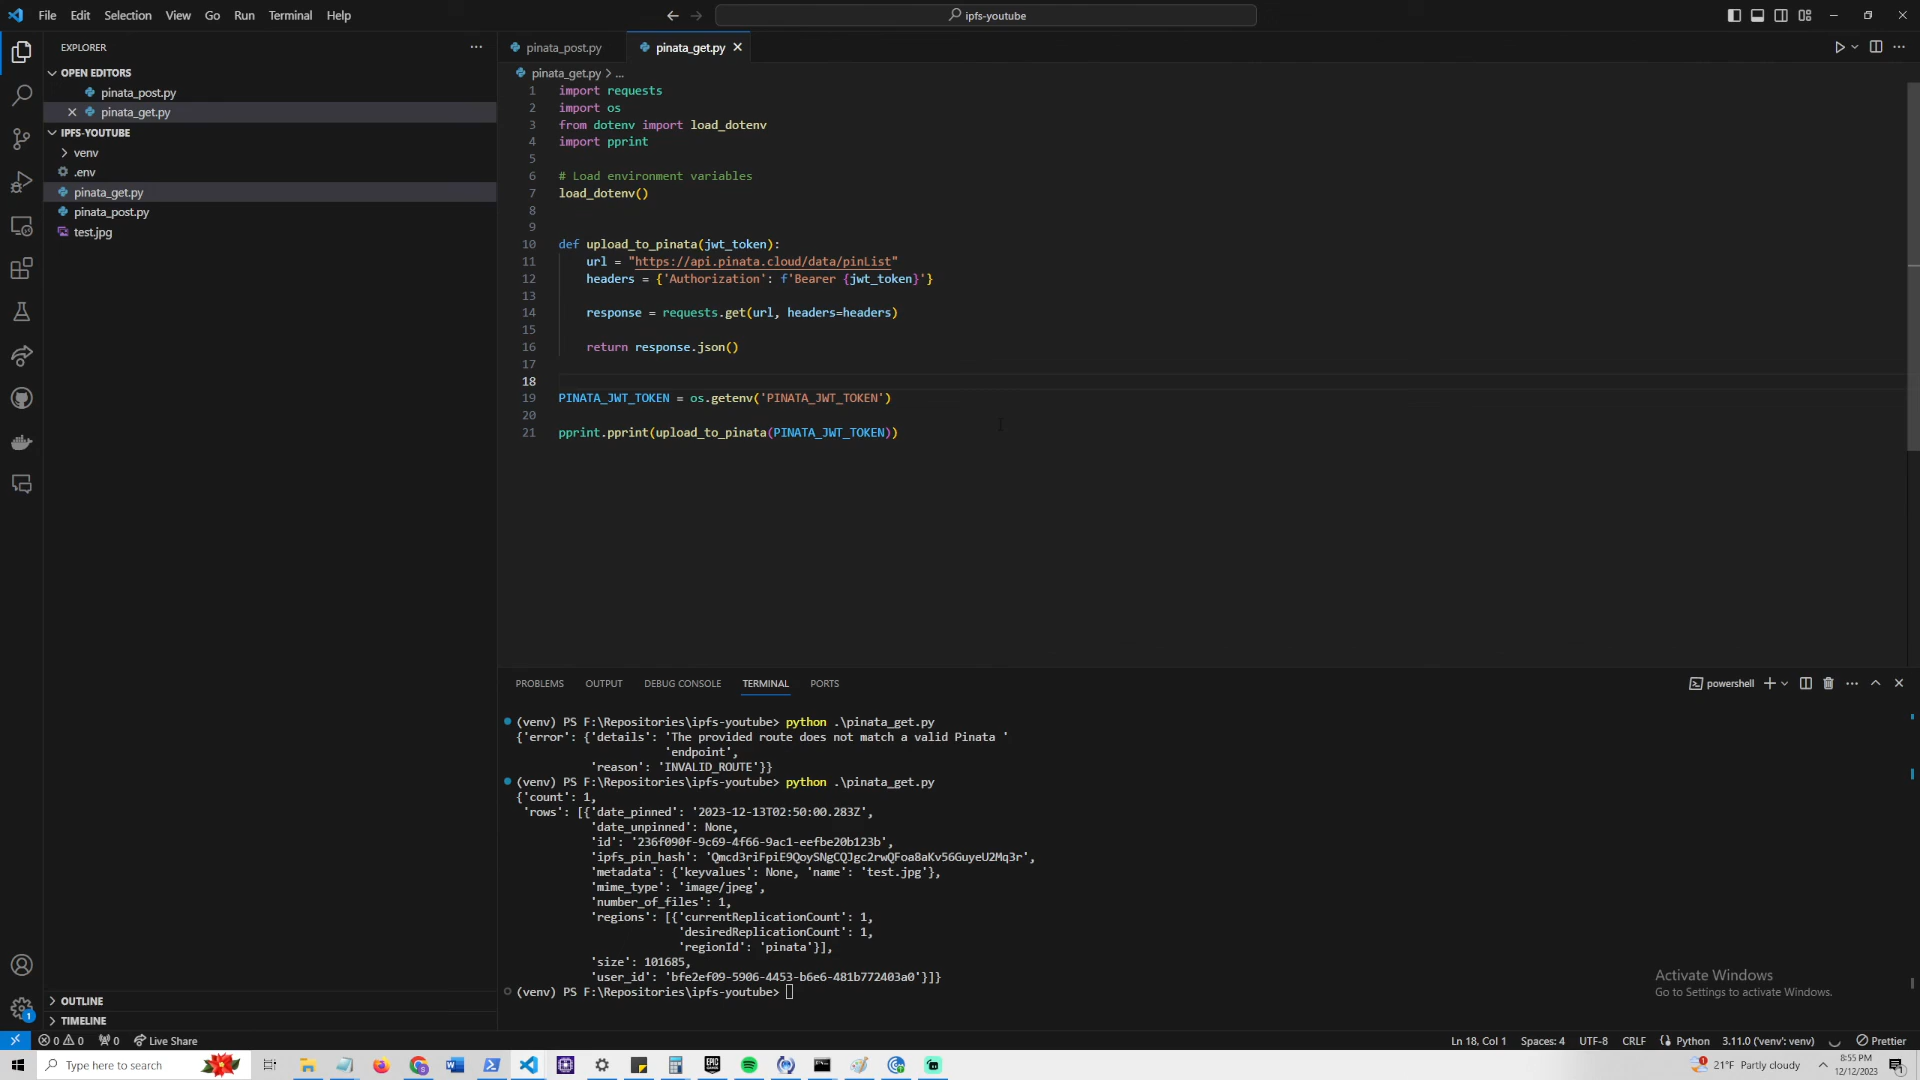 File Edit Selection View Go Run Terminal Help
ipfs-youtube
EXPLORER
OPEN EDITORS
pinata_post.py
pinata_get.py
IPFS-YOUTUBE
venv
.env
pinata_get.py
pinata_post.py
test.jpg
OUTLINE
TIMELINE
pinata_post.py
pinata_get.py
pinata_get.py > ...
1 import requests
2 import os
3 from dotenv import load_dotenv
4 import pprint
5
6 # Load environment variables
7 load_dotenv()
8
9
10 def upload_to_pinata(jwt_token):
11 url = "https://api.pinata.cloud/data/pinList"
12 headers = {'Authorization': f'Bearer {jwt_token}'}
13
14 response = requests.get(url, headers=headers)
15
16 return response.json()
17
18
19 PINATA_JWT_TOKEN = os.getenv('PINATA_JWT_TOKEN')
20
21 pprint.pprint(upload_to_pinata(PINATA_JWT_TOKEN))
PROBLEMS OUTPUT DEBUG CONSOLE TERMINAL PORTS
powershell
(venv) PS F:\Repositories\ipfs-youtube> python .\pinata_get.py
{'error': {'details': 'The provided route does not match a valid Pinata '
'endpoint',
'reason': 'INVALID_ROUTE'}}
(venv) PS F:\Repositories\ipfs-youtube> python .\pinata_get.py
{'count': 1,
'rows': [{'date_pinned': '2023-12-13T02:50:00.283Z',
'date_unpinned': None,
'id': '236f090f-9c69-4f66-9ac1-eefbe20b123b',
'ipfs_pin_hash': 'Qmcd3riFpiE9QoySNgCQJgc2rwQFoa8aKv56GuyeU2Mq3r',
'metadata': {'keyvalues': None, 'name': 'test.jpg'},
'mime_type': 'image/jpeg',
'number_of_files': 1,
'regions': [{'currentReplicationCount': 1,
'desiredReplicationCount': 1,
'regionId': 'pinata'}],
'size': 101685,
'user_id': 'bfe2ef09-5906-4453-b6e6-481b772403a0'}]}
(venv) PS F:\Repositories\ipfs-youtube>
Activate Windows
Go to Settings to activate Windows.
1
0 0 0 Live Share
Ln 18, Col 1 Spaces: 4 UTF-8 CRLF Python 3.11.0 ('venv': venv) Prettier
Type here to search
EPIC
21°F Partly cloudy
8:55 PM
12/12/2023